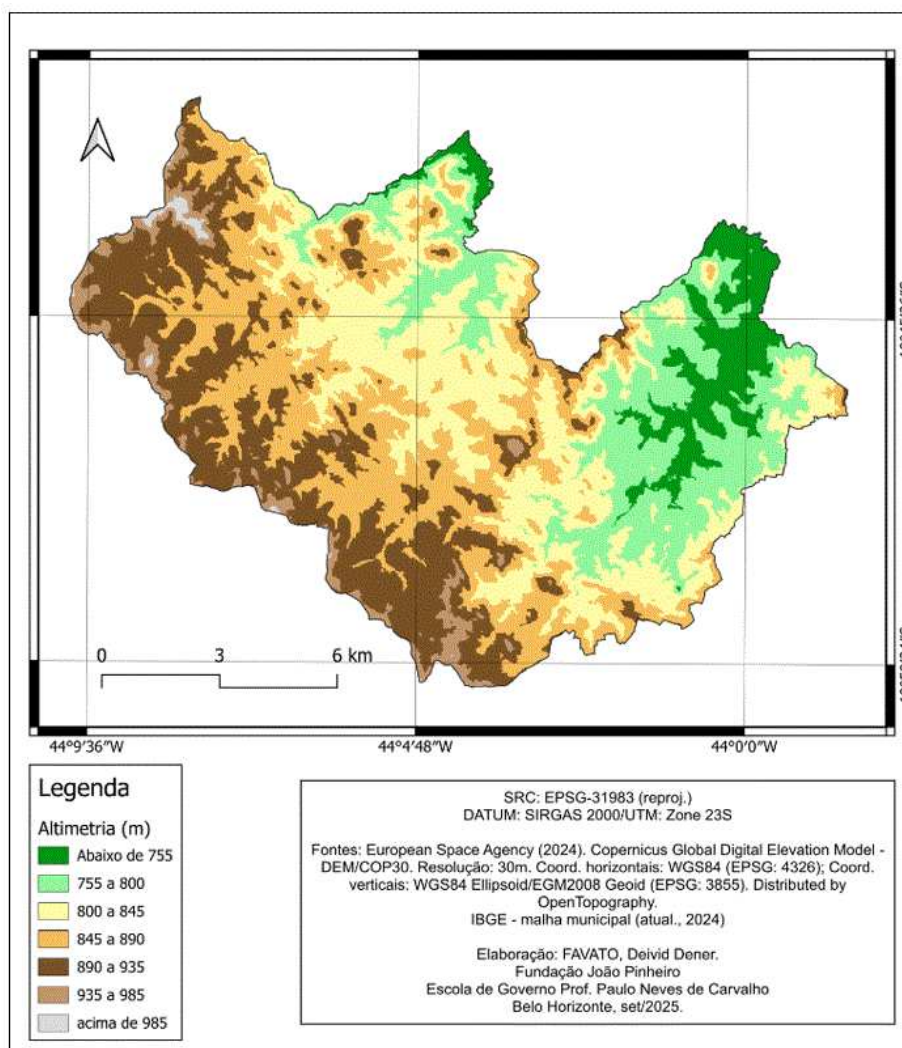 0 3 6 km
44°9'36"W 44°4'48"W 44°0'0"W
Legenda
Altimetria (m)
Abaixo de 755
755 a 800
800 a 845
845 a 890
890 a 935
935 a 985
acima de 985
SRC: EPSG-31983 (reproj.)
DATUM: SIRGAS 2000/UTM: Zone 23S
Fontes: European Space Agency (2024). Copernicus Global Digital Elevation Model -
DEM/COP30. Resolução: 30m. Coord. horizontais: WGS84 (EPSG: 4326); Coord.
verticais: WGS84 Ellipsoid/EGM2008 Geoid (EPSG: 3855). Distributed by
OpenTopography.
IBGE - malha municipal (atual., 2024)
Elaboração: FAVATO, Deivid Dener.
Fundação João Pinheiro
Escola de Governo Prof. Paulo Neves de Carvalho
Belo Horizonte, set/2025.